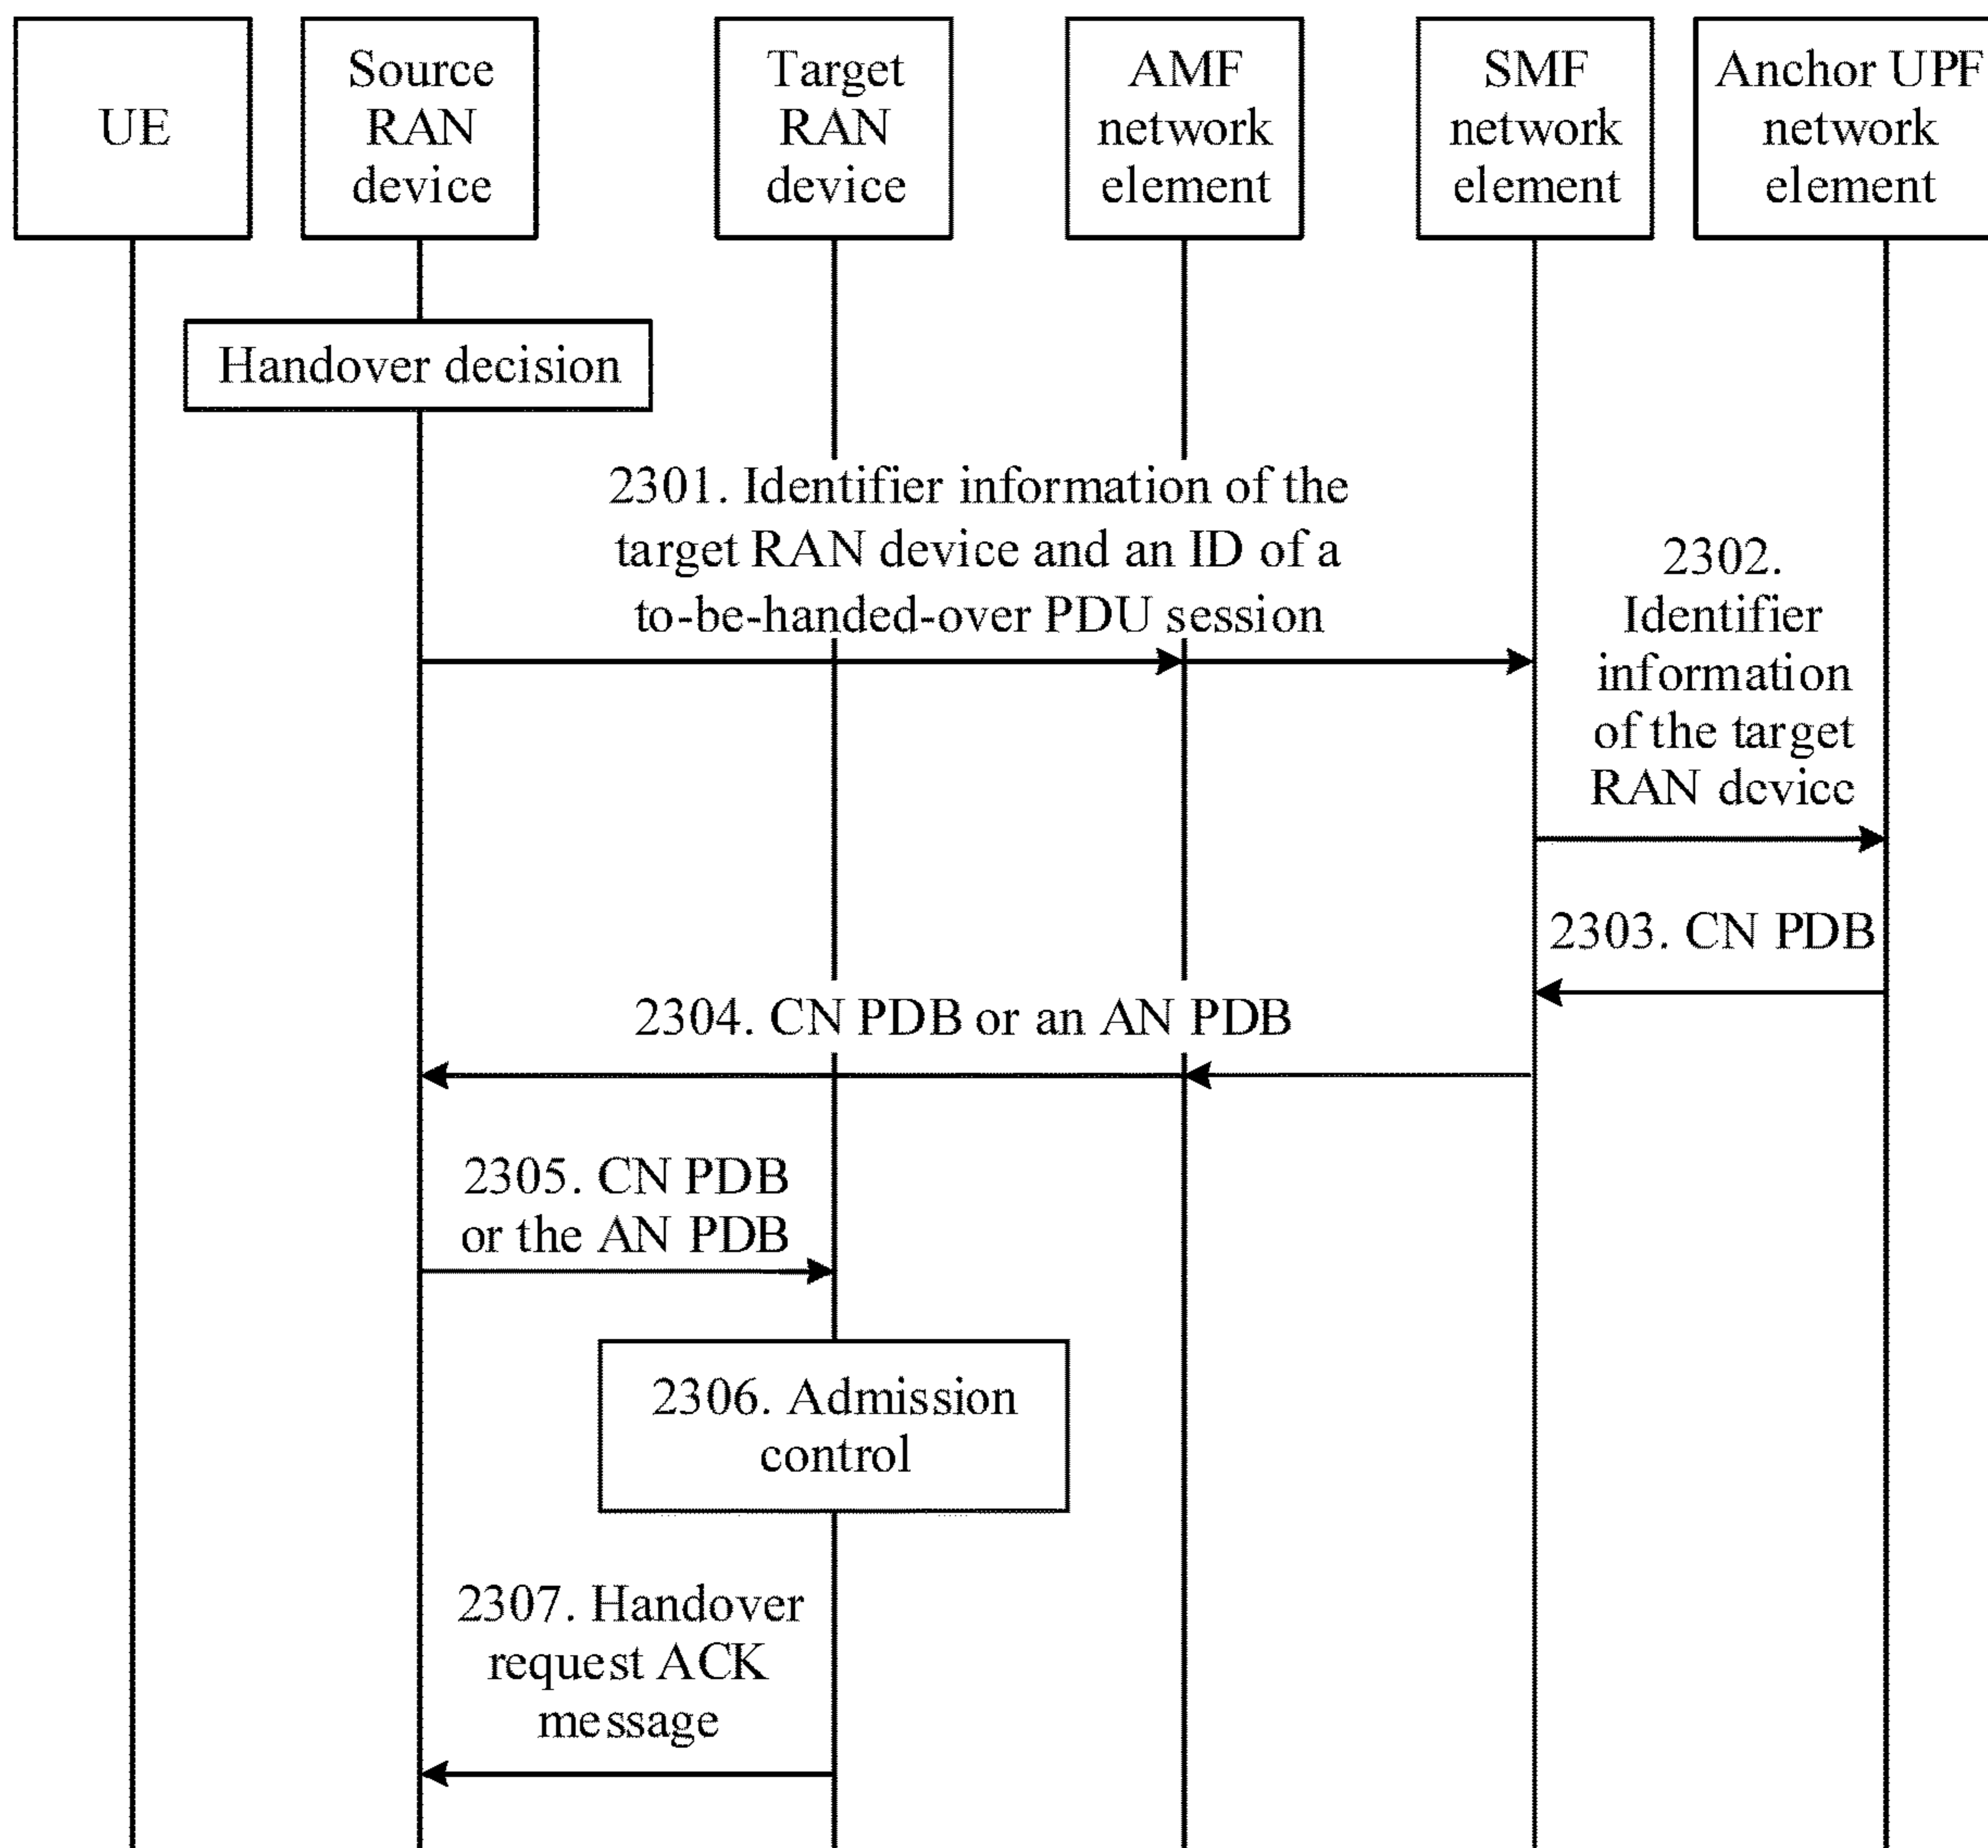 UE
Source
RAN
device
Target
RAN
device
AMF
network
element
SMF
network
element
Anchor UPF
network
element
Handover decision
2301. Identifier information of the
target RAN device and an ID of a
to-be-handed-over PDU session
2302.
Identifier
information
of the target
RAN device
2303. CN PDB
2304. CN PDB or an AN PDB
2305. CN PDB
or the AN PDB
2306. Admission
control
2307. Handover
request ACK
message